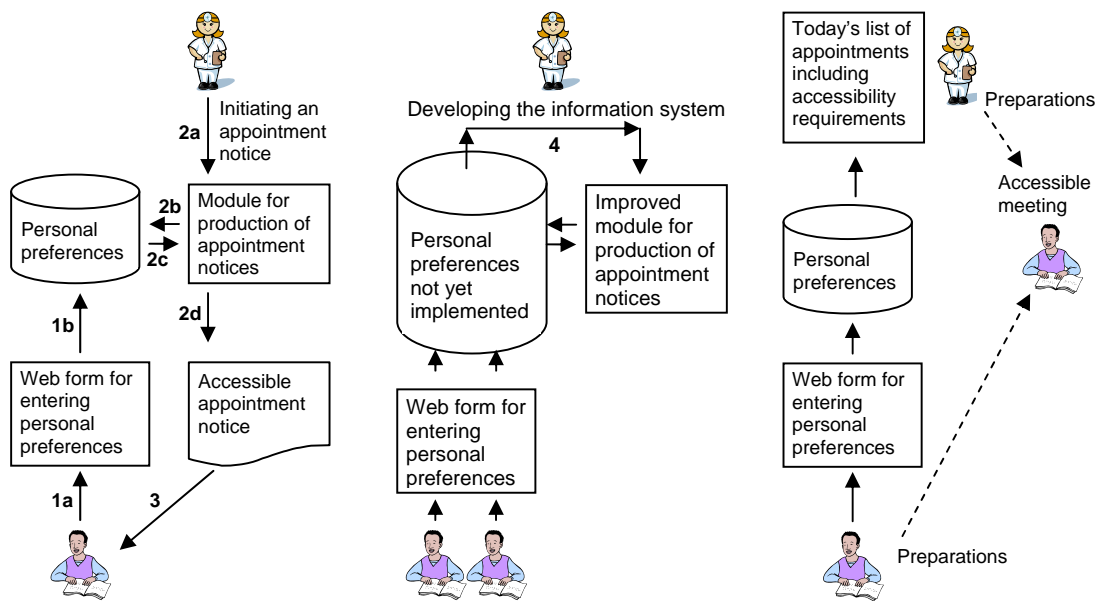 Initiating an
appointment
notice
2a
Personal
preferences
2b
2c
Module for
production of
appointment
notices
1b
2d
Web form for
entering
personal
preferences
Accessible
appointment
notice
1a
3
Developing the information system
4
Personal
preferences
not yet
implemented
Improved
module for
production of
appointment
notices
Web form for
entering
personal
preferences
Today's list of
appointments
including
accessibility
requirements
Preparations
Accessible
meeting
Personal
preferences
Web form for
entering
personal
preferences
Preparations